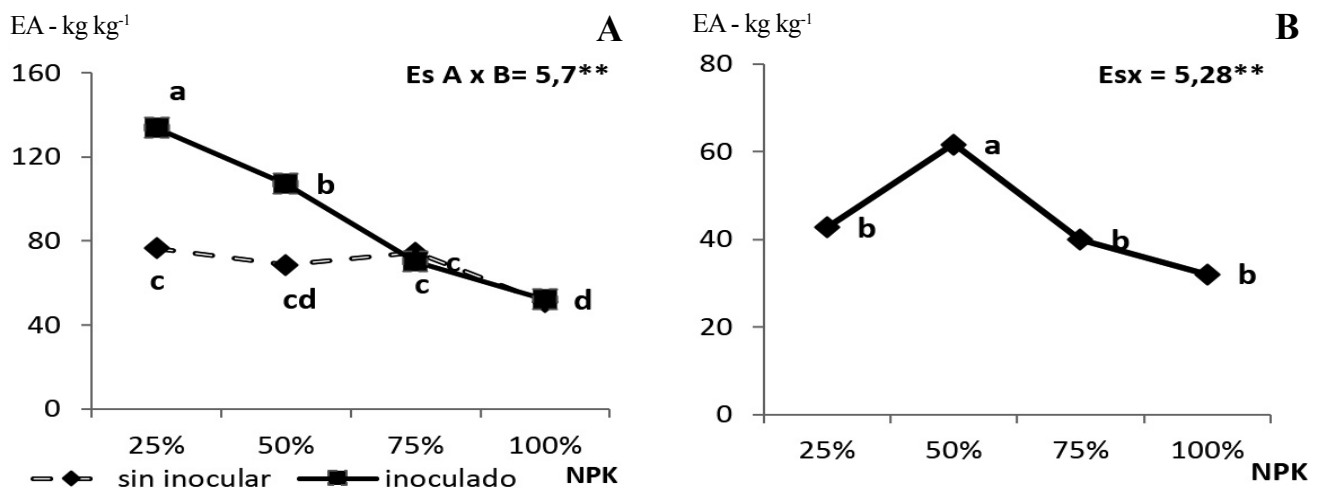 EA - kg kg-1
A
160
Es A x B= 5,7**
a
120
b
80
c
c
c
cd
d
40
0
25% 50% 75% 100%
sin inocular inoculado NPK
EA - kg kg-1
B
80
Esx = 5,28**
60
a
40
b
b
b
20
0
25% 50% 75% 100%
NPK